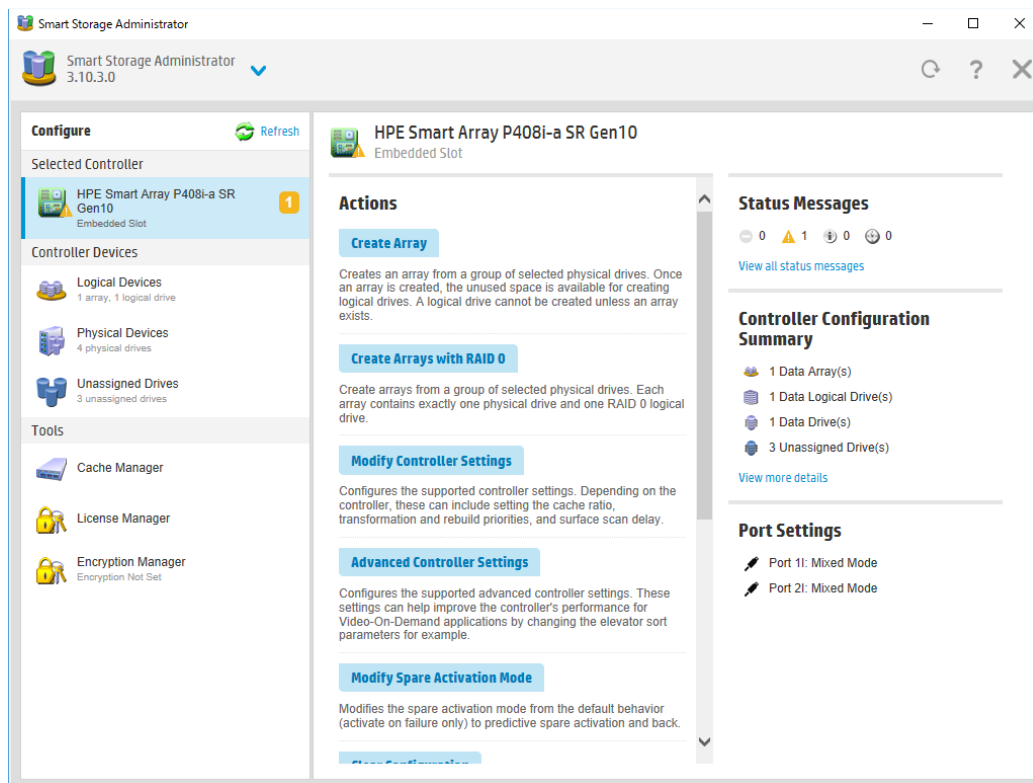 Smart Storage Administrator
Smart Storage Administrator
3.10.3.0
Configure
Refresh
Selected Controller
HPE Smart Array P408i-a SR
Gen10
Embedded Slot
1
Controller Devices
Logical Devices
1 array, 1 logical drive
Physical Devices
4 physical drives
Unassigned Drives
3 unassigned drives
Tools
Cache Manager
License Manager
Encryption Manager
Encryption Not Set
HPE Smart Array P408i-a SR Gen10
Embedded Slot
Actions
Create Array
Creates an array from a group of selected physical drives. Once
an array is created, the unused space is available for creating
logical drives. A logical drive cannot be created unless an array
exists.
Create Arrays with RAID 0
Create arrays from a group of selected physical drives. Each
array contains exactly one physical drive and one RAID 0 logical
drive.
Modify Controller Settings
Configures the supported controller settings. Depending on the
controller, these can include setting the cache ratio,
transformation and rebuild priorities, and surface scan delay.
Advanced Controller Settings
Configures the supported advanced controller settings. These
settings can help improve the controller's performance for
Video-On-Demand applications by changing the elevator sort
parameters for example.
Modify Spare Activation Mode
Modifies the spare activation mode from the default behavior
(activate on failure only) to predictive spare activation and back.
Clear Configuration
Status Messages
0 1 0 0
View all status messages
Controller Configuration
Summary
1 Data Array(s)
1 Data Logical Drive(s)
1 Data Drive(s)
3 Unassigned Drive(s)
View more details
Port Settings
Port 1I: Mixed Mode
Port 2I: Mixed Mode